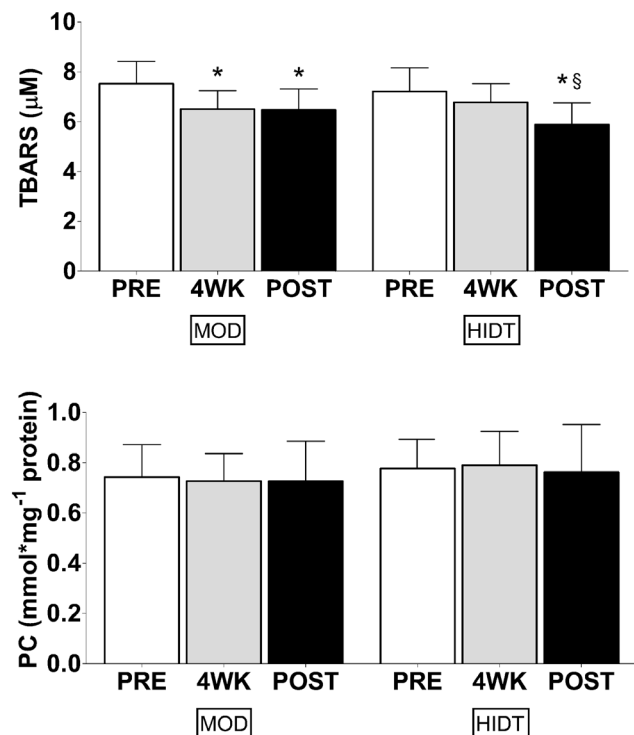 10
8
6
4
2
0
TBARS (μM)
* * * §
PRE 4WK POST PRE 4WK POST
MOD HIDT
1.0
0.8
0.6
0.4
0.2
0.0
PC (mmol*mg⁻¹ protein)
PRE 4WK POST PRE 4WK POST
MOD HIDT